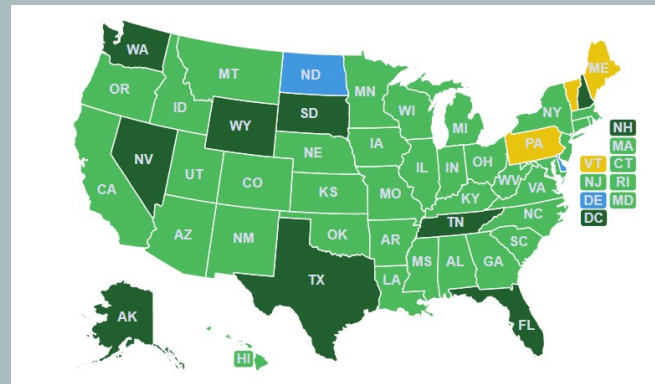 WA
ME
MT
ND
OR
MN
ID
SD
WI
NY
WY
MI
NH
IA
PA
MA
NE
NV
OH
VT CT
IL
IN
UT
NJ RI
CO
WV
CA
VA
DE MD
KS
MO
KY
DC
NC
TN
AZ
OK
NM
AR
SC
MS
AL
GA
TX
LA
AK
FL
HI